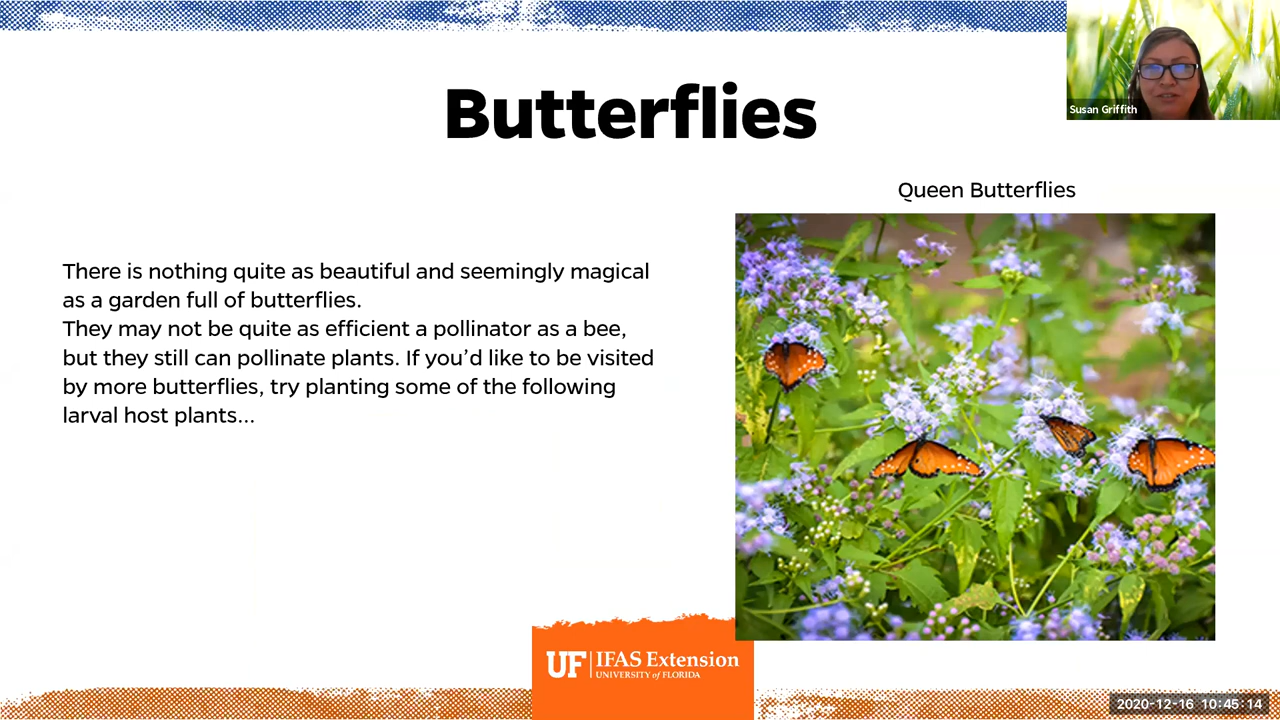 Susan Griffith
Butterflies
Queen Butterflies
There is nothing quite as beautiful and seemingly magical
as a garden full of butterflies.
They may not be quite as efficient a pollinator as a bee,
but they still can pollinate plants. If you’d like to be visited
by more butterflies, try planting some of the following
larval host plants...
UF IFAS Extension
UNIVERSITY of FLORIDA
2020-12-16 10:45:14